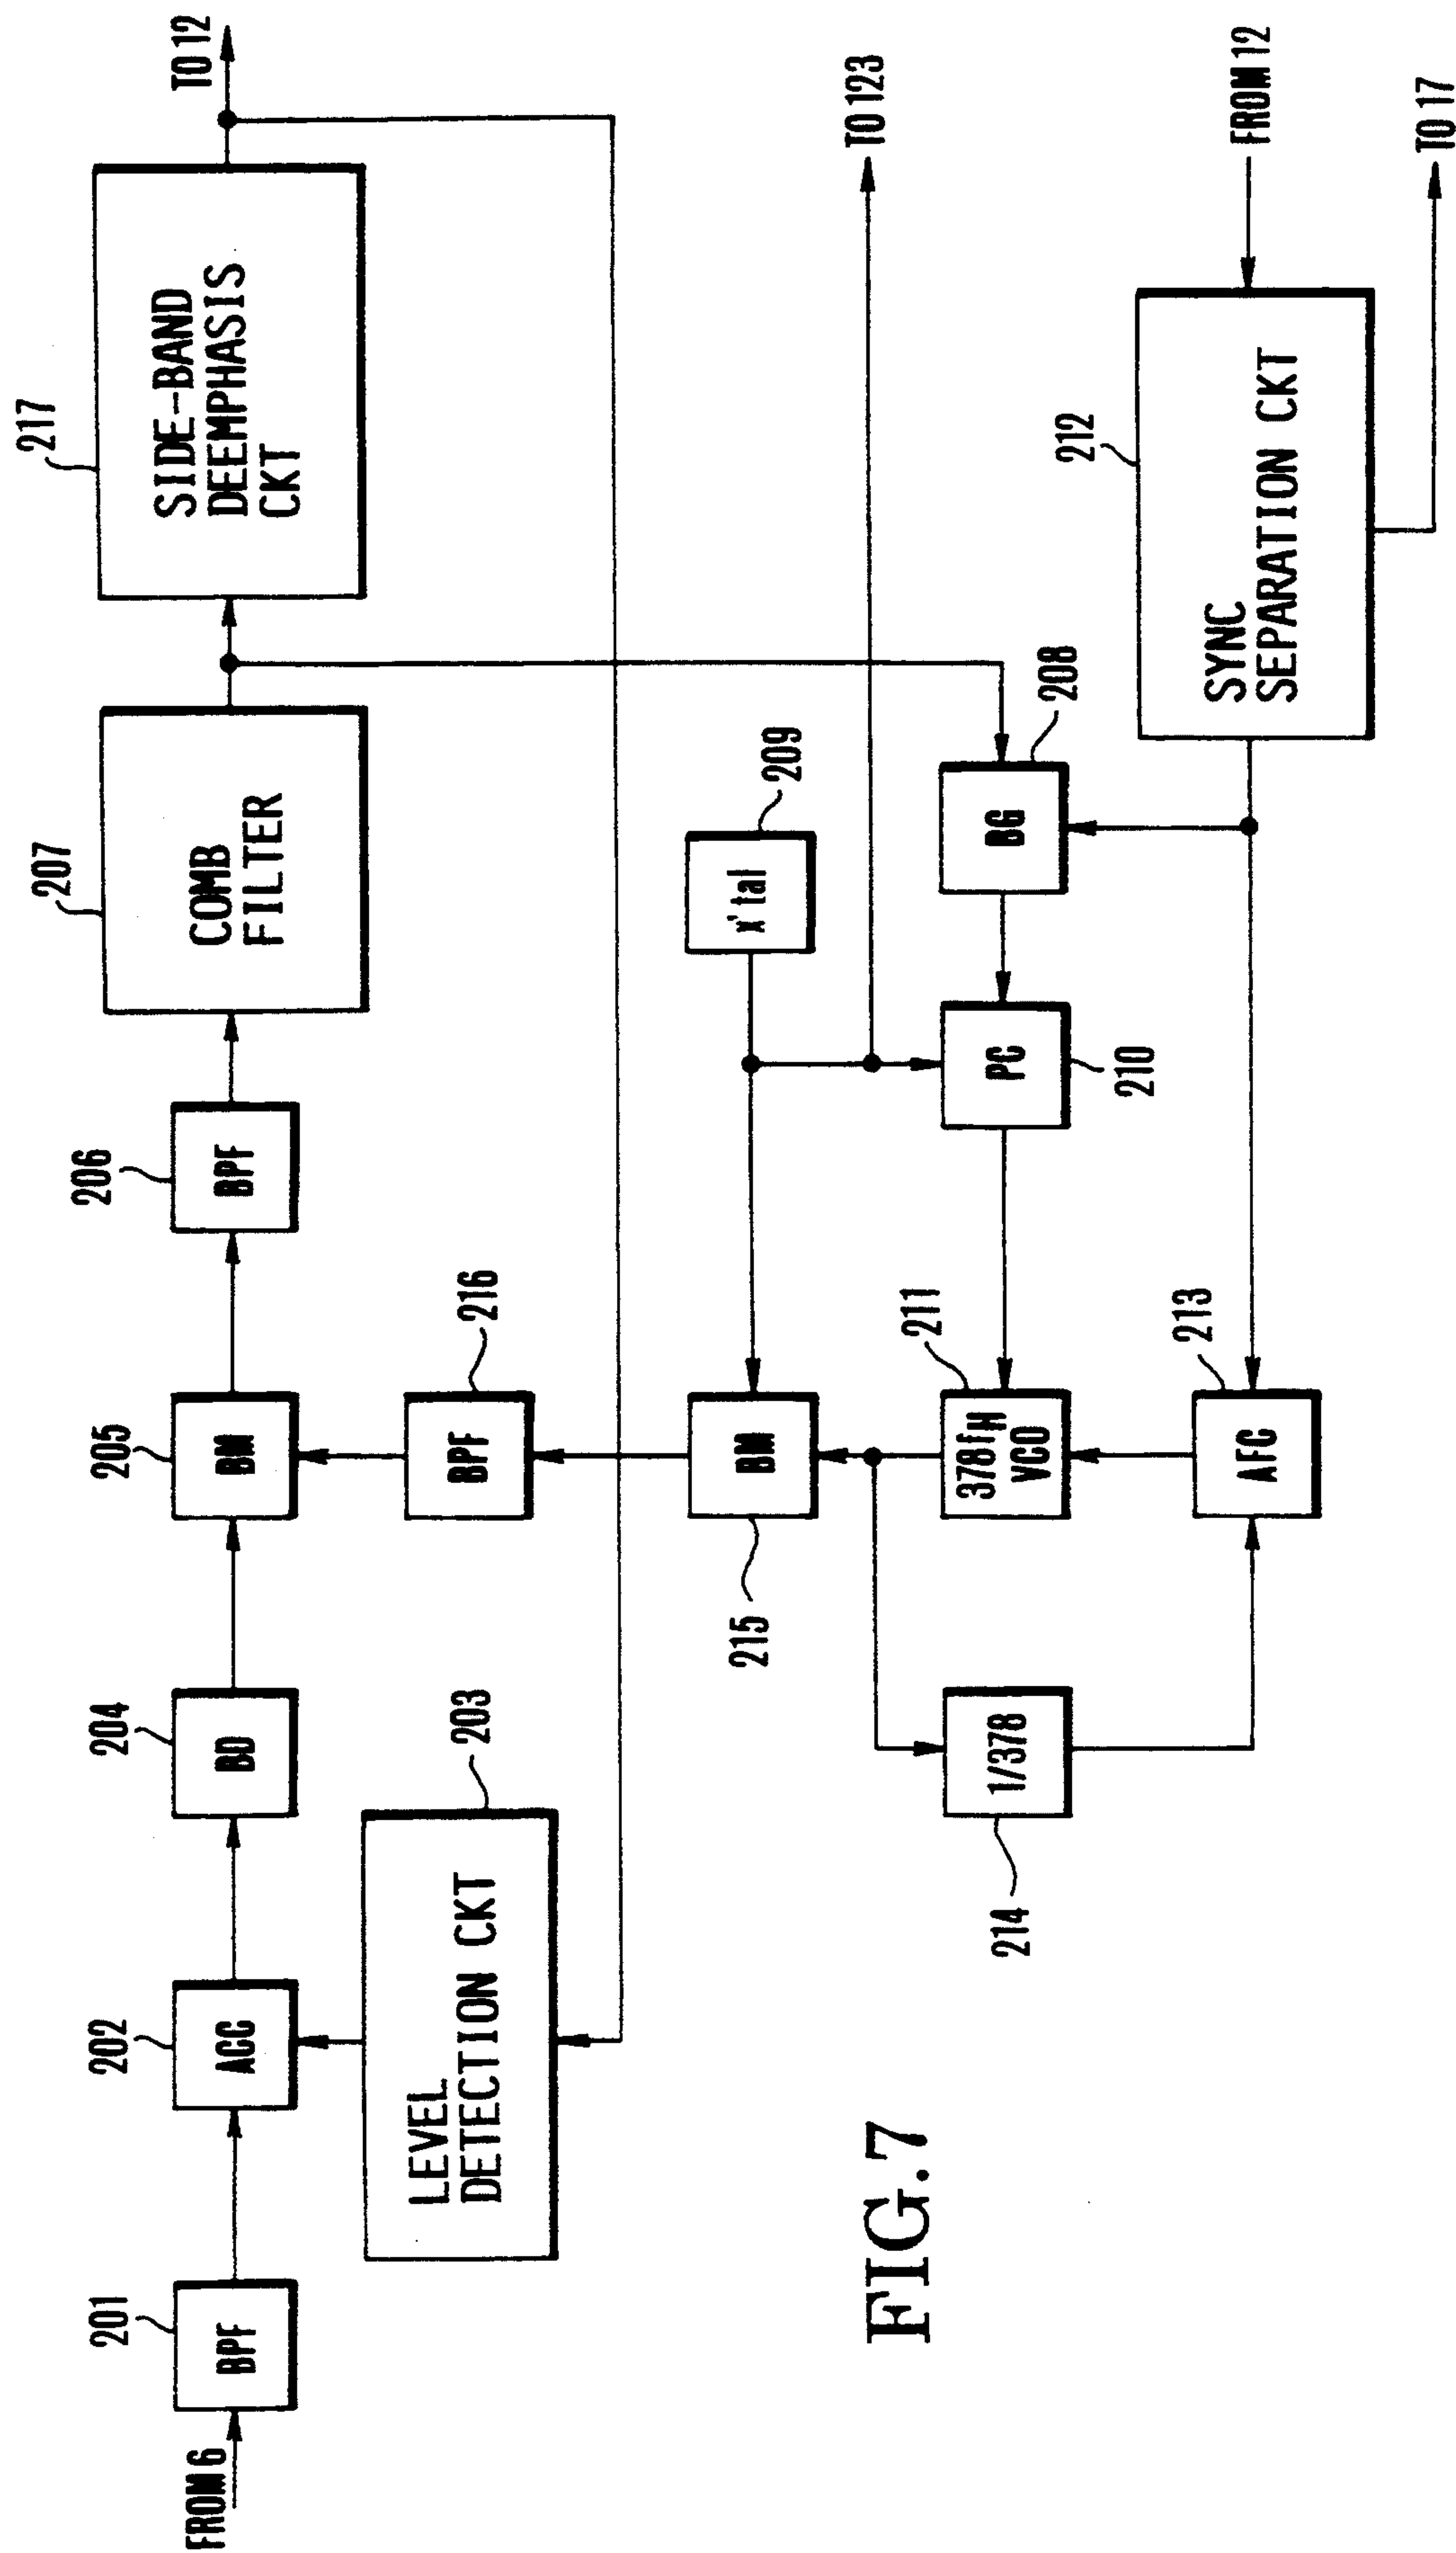 FROM 6
201
BPF
202
ACC
204
BD
205
BM
206
BPF
207
COMB
FILTER
217
SIDE-BAND
DEEMPHASIS
CKT
TO 12
203
LEVEL
DETECTION CKT
216
BPF
209
x'tal
215
BM
TO 123
211
378fH
VCO
210
PC
208
BG
214
1/378
213
AFC
212
SYNC
SEPARATION CKT
FROM 12
TO 17
FIG.7